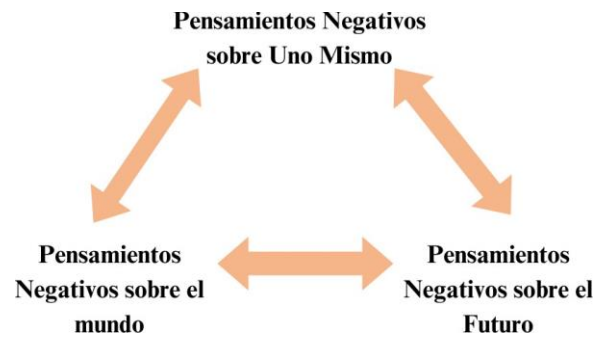 Pensamientos Negativos
sobre Uno Mismo
Pensamientos
Negativos sobre el
mundo
Pensamientos
Negativos sobre el
Futuro